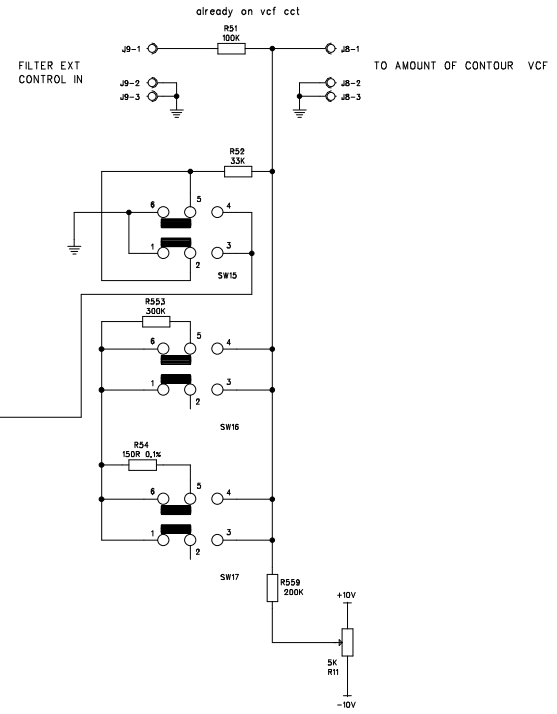 already on vcf cct
R51
100K
J9-1
J8-1
FILTER EXT
CONTROL IN
TO AMOUNT OF CONTOUR VCF
J9-2
J9-3
J8-2
J8-3
R52
33K
6
5
4
1
2
3
SW15
R553
300K
6
5
4
1
2
3
SW16
R54
150R 0,1%
6
5
4
1
2
3
SW17
R559
200K
+10V
5K
R11
-10V